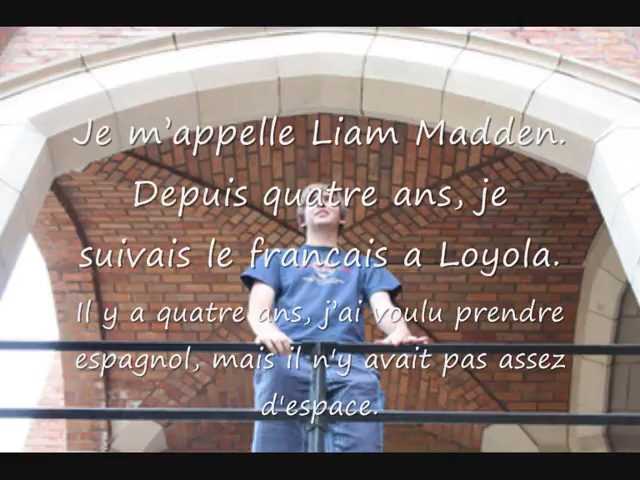 Je m'appelle Liam Madden.
Depuis quatre ans, je
suivais le francais a Loyola.
Il y a quatre ans, j'ai voulu prendre
espagnol, mais il n'y avait pas assez
d'espace.